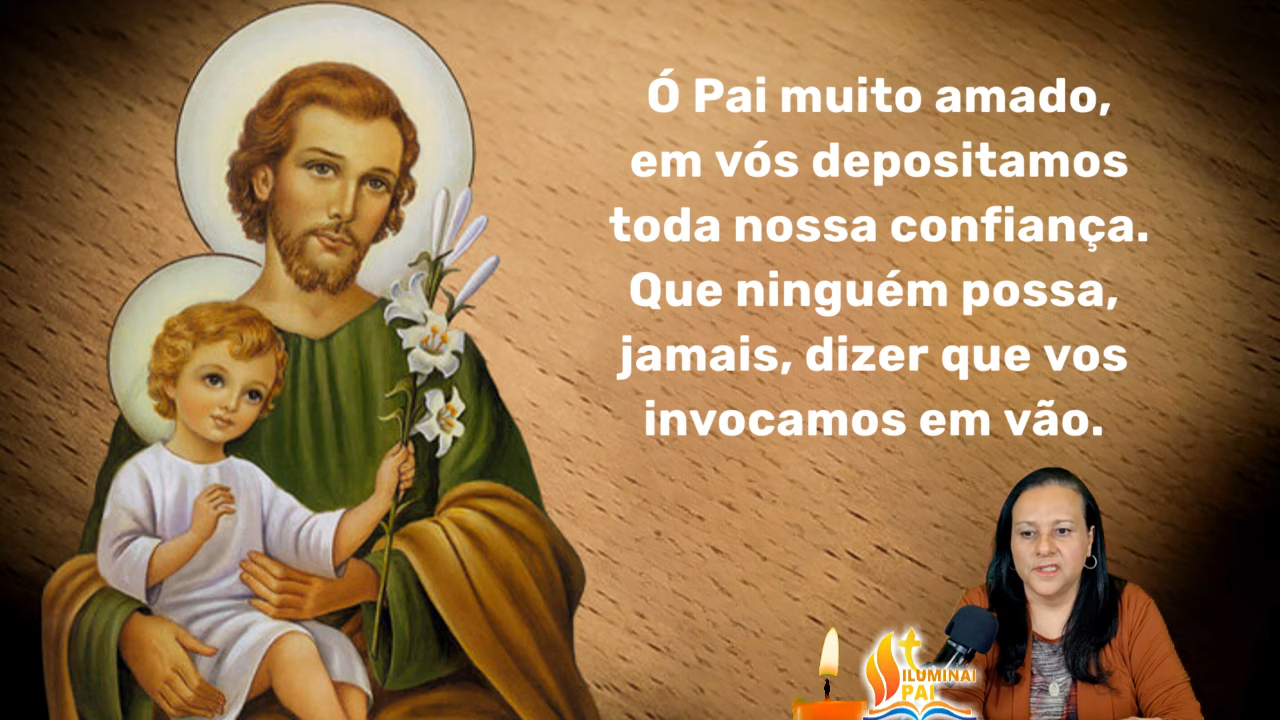 Ó Pai muito amado,
em vós depositamos
toda nossa confiança.
Que ninguém possa,
jamais, dizer que vos
invocamos em vão.
ILUMINAI
PAI